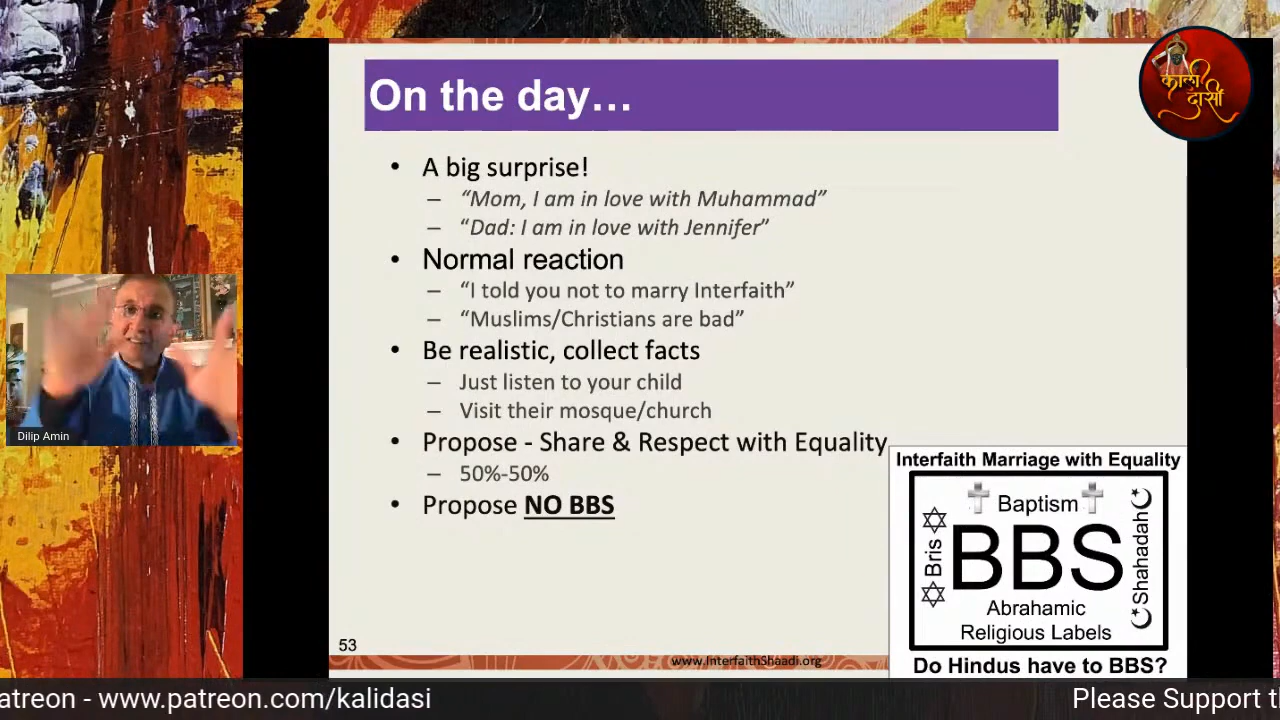 On the day…
काली
दासी
• A big surprise!
– “Mom, I am in love with Muhammad”
– “Dad: I am in love with Jennifer”
• Normal reaction
– “I told you not to marry Interfaith”
– “Muslims/Christians are bad”
• Be realistic, collect facts
– Just listen to your child
– Visit their mosque/church
• Propose - Share & Respect with Equality
– 50%-50%
• Propose NO BBS
Dilip Amin
Interfaith Marriage with Equality
Baptism
Bris
BBS
Shahadah
Abrahamic
Religious Labels
Do Hindus have to BBS?
53
www.InterfaithShaadi.org
atreon - www.patreon.com/kalidasi
Please Support t